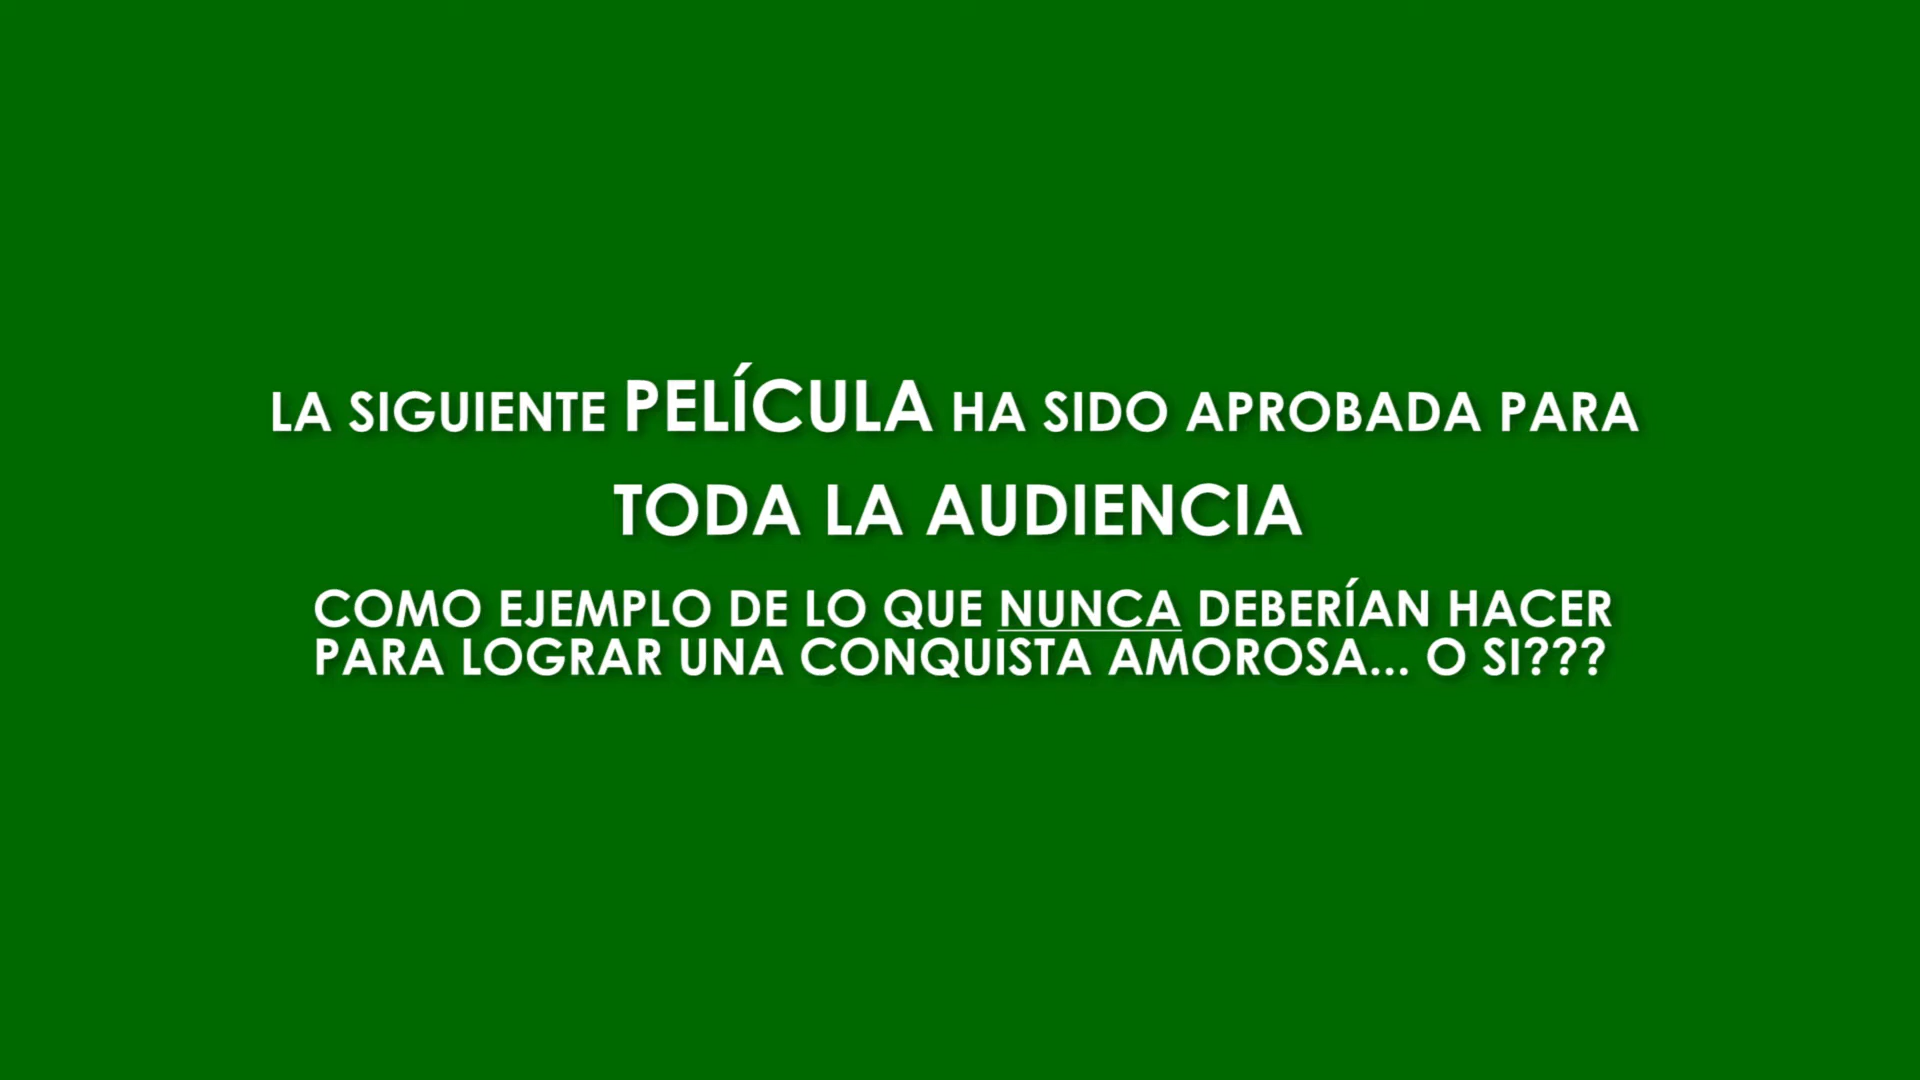 LA SIGUIENTE PELÍCULA HA SIDO APROBADA PARA
TODA LA AUDIENCIA
COMO EJEMPLO DE LO QUE NUNCA DEBERÍAN HACER
PARA LOGRAR UNA CONQUISTA AMOROSA... O SI???